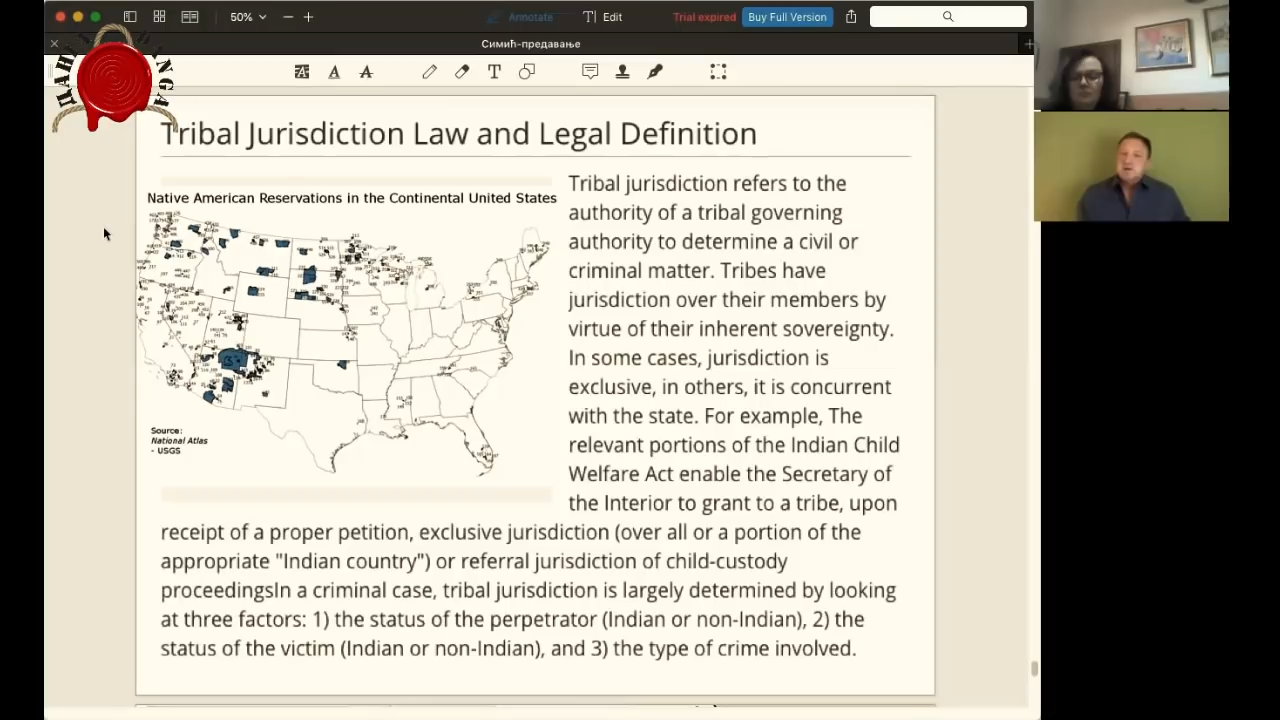 50%
Annotate
Edit
Trial expired
Buy Full Version
Симић-предавање
Tribal Jurisdiction Law and Legal Definition
Native American Reservations in the Continental United States
Source:
National Atlas
- USGS
Tribal jurisdiction refers to the
authority of a tribal governing
authority to determine a civil or
criminal matter. Tribes have
jurisdiction over their members by
virtue of their inherent sovereignty.
In some cases, jurisdiction is
exclusive, in others, it is concurrent
with the state. For example, The
relevant portions of the Indian Child
Welfare Act enable the Secretary of
the Interior to grant to a tribe, upon
receipt of a proper petition, exclusive jurisdiction (over all or a portion of the
appropriate "Indian country") or referral jurisdiction of child-custody
proceedingsIn a criminal case, tribal jurisdiction is largely determined by looking
at three factors: 1) the status of the perpetrator (Indian or non-Indian), 2) the
status of the victim (Indian or non-Indian), and 3) the type of crime involved.